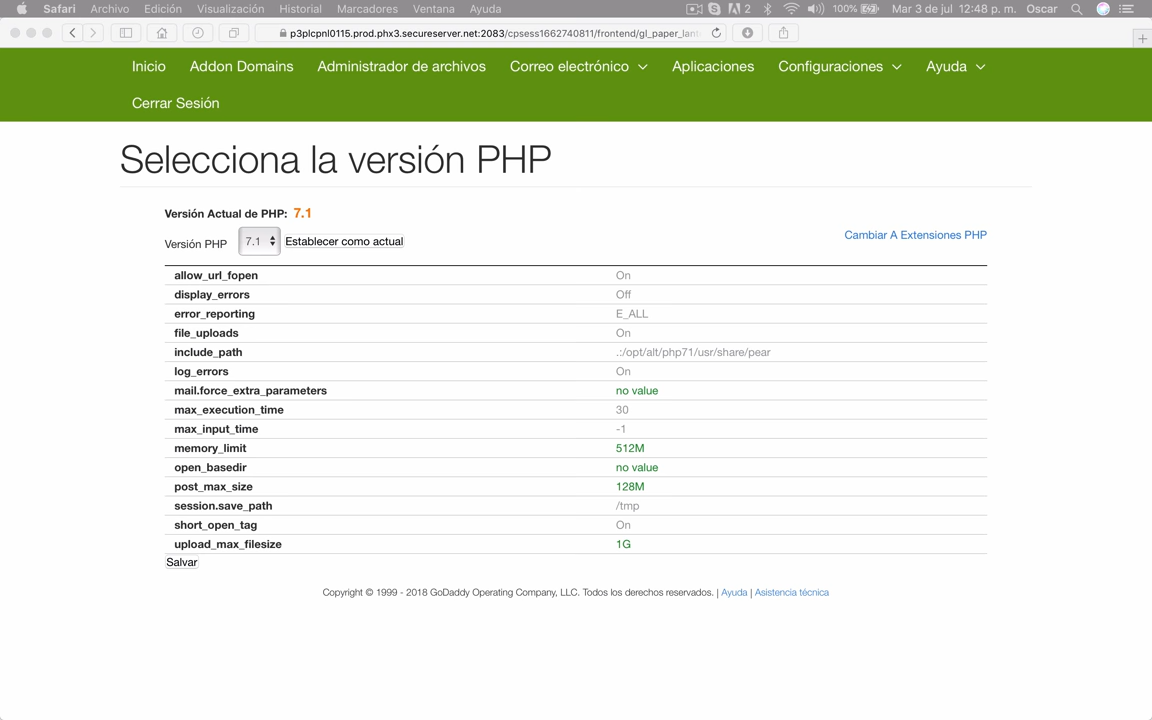 Safari Archivo Edición Visualización Historial Marcadores Ventana Ayuda 2 100% Mar 3 de jul 12:48 p. m. Oscar
p3plcpnl0115.prod.phx3.secureserver.net:2083/cpsess1662740811/frontend/gl_paper_lant
Inicio Addon Domains Administrador de archivos Correo electrónico Aplicaciones Configuraciones Ayuda
Cerrar Sesión
Selecciona la versión PHP
Versión Actual de PHP: 7.1
Versión PHP 7.1 Establecer como actual
Cambiar A Extensiones PHP
allow_url_fopen On
display_errors Off
error_reporting E_ALL
file_uploads On
include_path .:/opt/alt/php71/usr/share/pear
log_errors On
mail.force_extra_parameters no value
max_execution_time 30
max_input_time -1
memory_limit 512M
open_basedir no value
post_max_size 128M
session.save_path /tmp
short_open_tag On
upload_max_filesize 1G
Salvar
Copyright © 1999 - 2018 GoDaddy Operating Company, LLC. Todos los derechos reservados. | Ayuda | Asistencia técnica